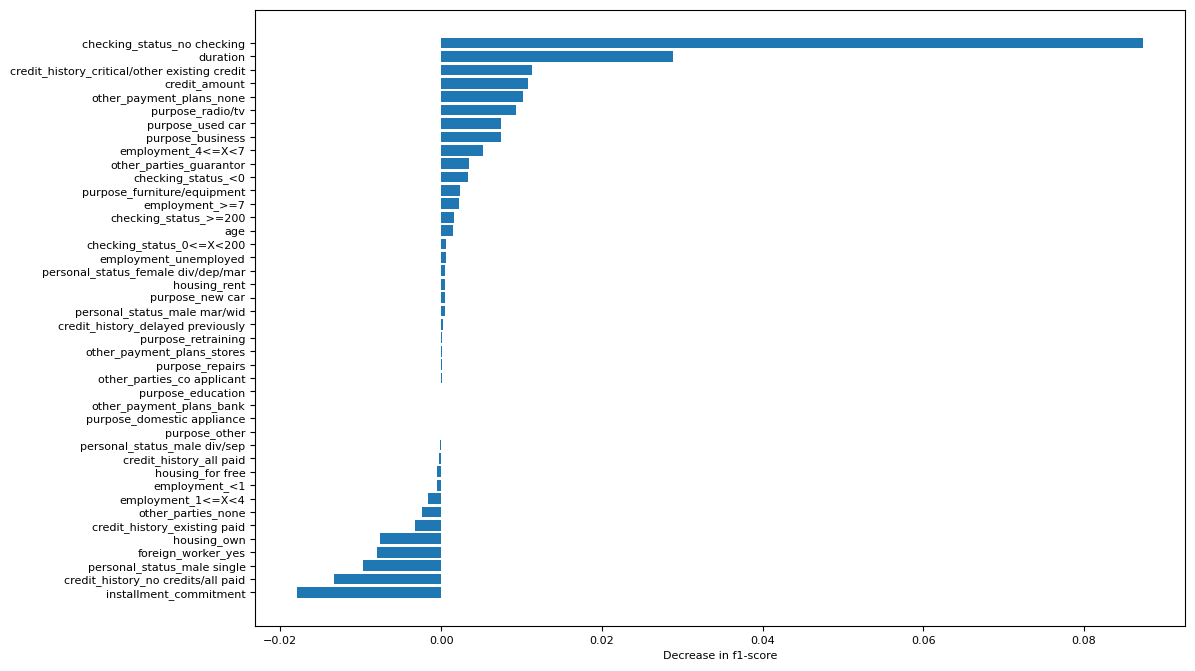 checking_status_no checking
duration
credit_history_critical/other existing credit
credit_amount
other_payment_plans_none
purpose_radio/tv
purpose_used car
purpose_business
employment_4<=X<7
other_parties_guarantor
checking_status_<0
purpose_furniture/equipment
employment_>=7
checking_status_>=200
age
checking_status_0<=X<200
employment_unemployed
personal_status_female div/dep/mar
housing_rent
purpose_new car
personal_status_male mar/wid
credit_history_delayed previously
purpose_retraining
other_payment_plans_stores
purpose_repairs
other_parties_co applicant
purpose_education
other_payment_plans_bank
purpose_domestic appliance
purpose_other
personal_status_male div/sep
credit_history_all paid
housing_for free
employment_<1
employment_1<=X<4
other_parties_none
credit_history_existing paid
housing_own
foreign_worker_yes
personal_status_male single
credit_history_no credits/all paid
installment_commitment
−0.02 0.00 0.02 0.04 0.06 0.08
Decrease in f1-score